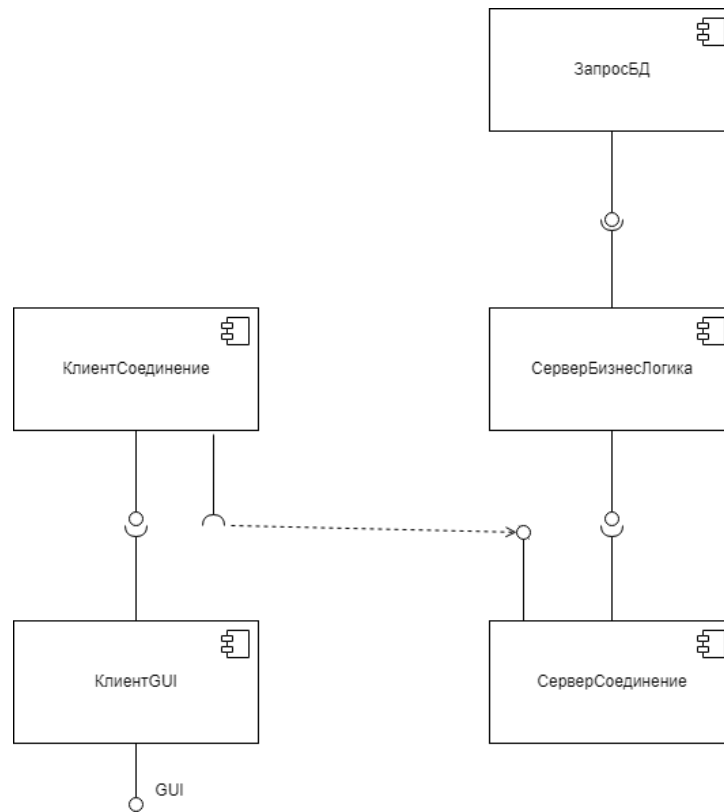 ЗапросБД
КлиентСоединение
СерверБизнесЛогика
КлиентGUI
СерверСоединение
GUI